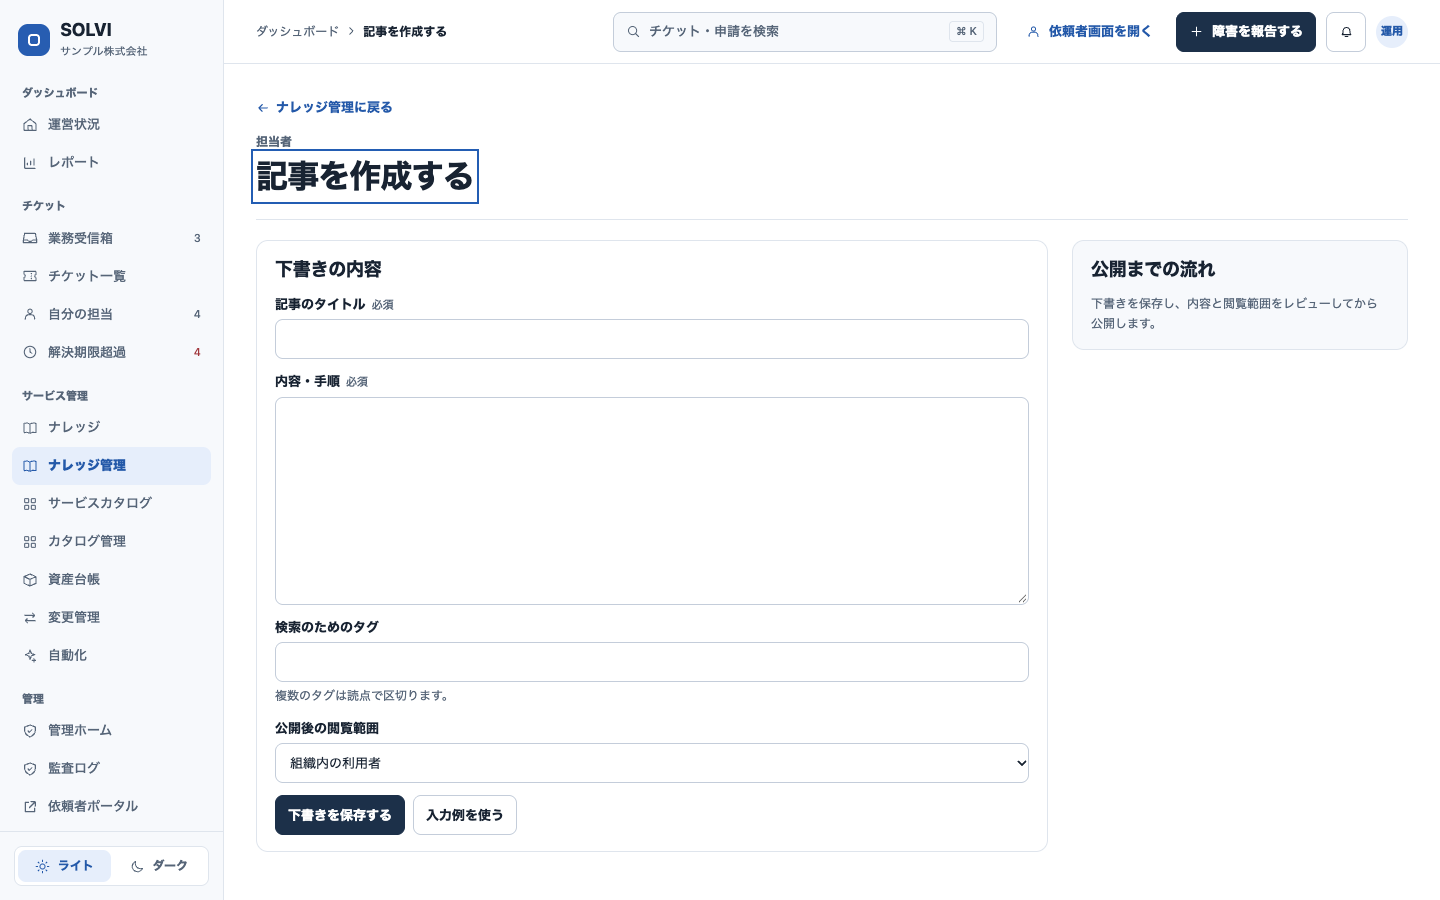 SOLVI
サンプル株式会社
ダッシュボード
運営状況
レポート
チケット
業務受信箱 3
チケット一覧
自分の担当 4
解決期限超過 4
サービス管理
ナレッジ
ナレッジ管理
サービスカタログ
カタログ管理
資産台帳
変更管理
自動化
管理
管理ホーム
監査ログ
依頼者ポータル
ライト ダーク
ダッシュボード > 記事を作成する
チケット・申請を検索 ⌘ K
依頼者画面を開く
+ 障害を報告する
運用
← ナレッジ管理に戻る
担当者
記事を作成する
下書きの内容
記事のタイトル 必須
内容・手順 必須
検索のためのタグ
複数のタグは読点で区切ります。
公開後の閲覧範囲
組織内の利用者
下書きを保存する 入力例を使う
公開までの流れ
下書きを保存し、内容と閲覧範囲をレビューしてから
公開します。